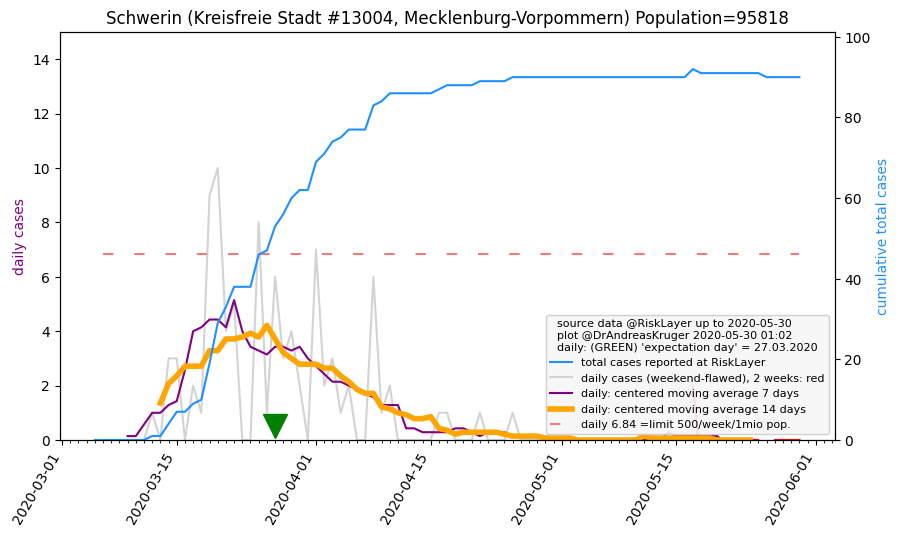 Schwerin (Kreisfreie Stadt #13004, Mecklenburg-Vorpommern) Population=95818
14
12
10
8
6
4
2
0
daily cases
100
80
60
40
20
0
cumulative total cases
source data @RiskLayer up to 2020-05-30
plot @DrAndreasKruger 2020-05-30 01:02
daily: (GREEN) 'expectation day' = 27.03.2020
total cases reported at RiskLayer
daily cases (weekend-flawed), 2 weeks: red
daily: centered moving average 7 days
daily: centered moving average 14 days
daily 6.84 =limit 500/week/1mio pop.
2020-03-01
2020-03-15
2020-04-01
2020-04-15
2020-05-01
2020-05-15
2020-06-01